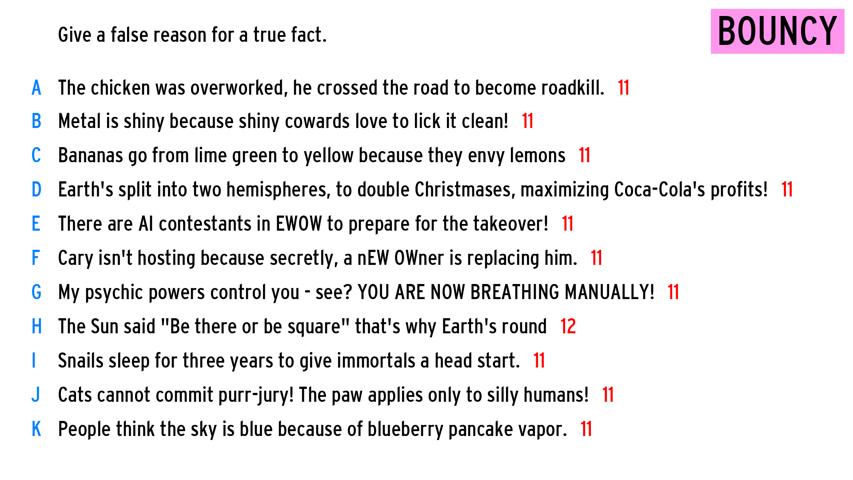 Give a false reason for a true fact.
BOUNCY
A The chicken was overworked, he crossed the road to become roadkill. 11
B Metal is shiny because shiny cowards love to lick it clean! 11
C Bananas go from lime green to yellow because they envy lemons 11
D Earth's split into two hemispheres, to double Christmases, maximizing Coca-Cola's profits! 11
E There are AI contestants in EWOW to prepare for the takeover! 11
F Cary isn't hosting because secretly, a nEW OWner is replacing him. 11
G My psychic powers control you - see? YOU ARE NOW BREATHING MANUALLY! 11
H The Sun said "Be there or be square" that's why Earth's round 12
I Snails sleep for three years to give immortals a head start. 11
J Cats cannot commit purr-jury! The paw applies only to silly humans! 11
K People think the sky is blue because of blueberry pancake vapor. 11